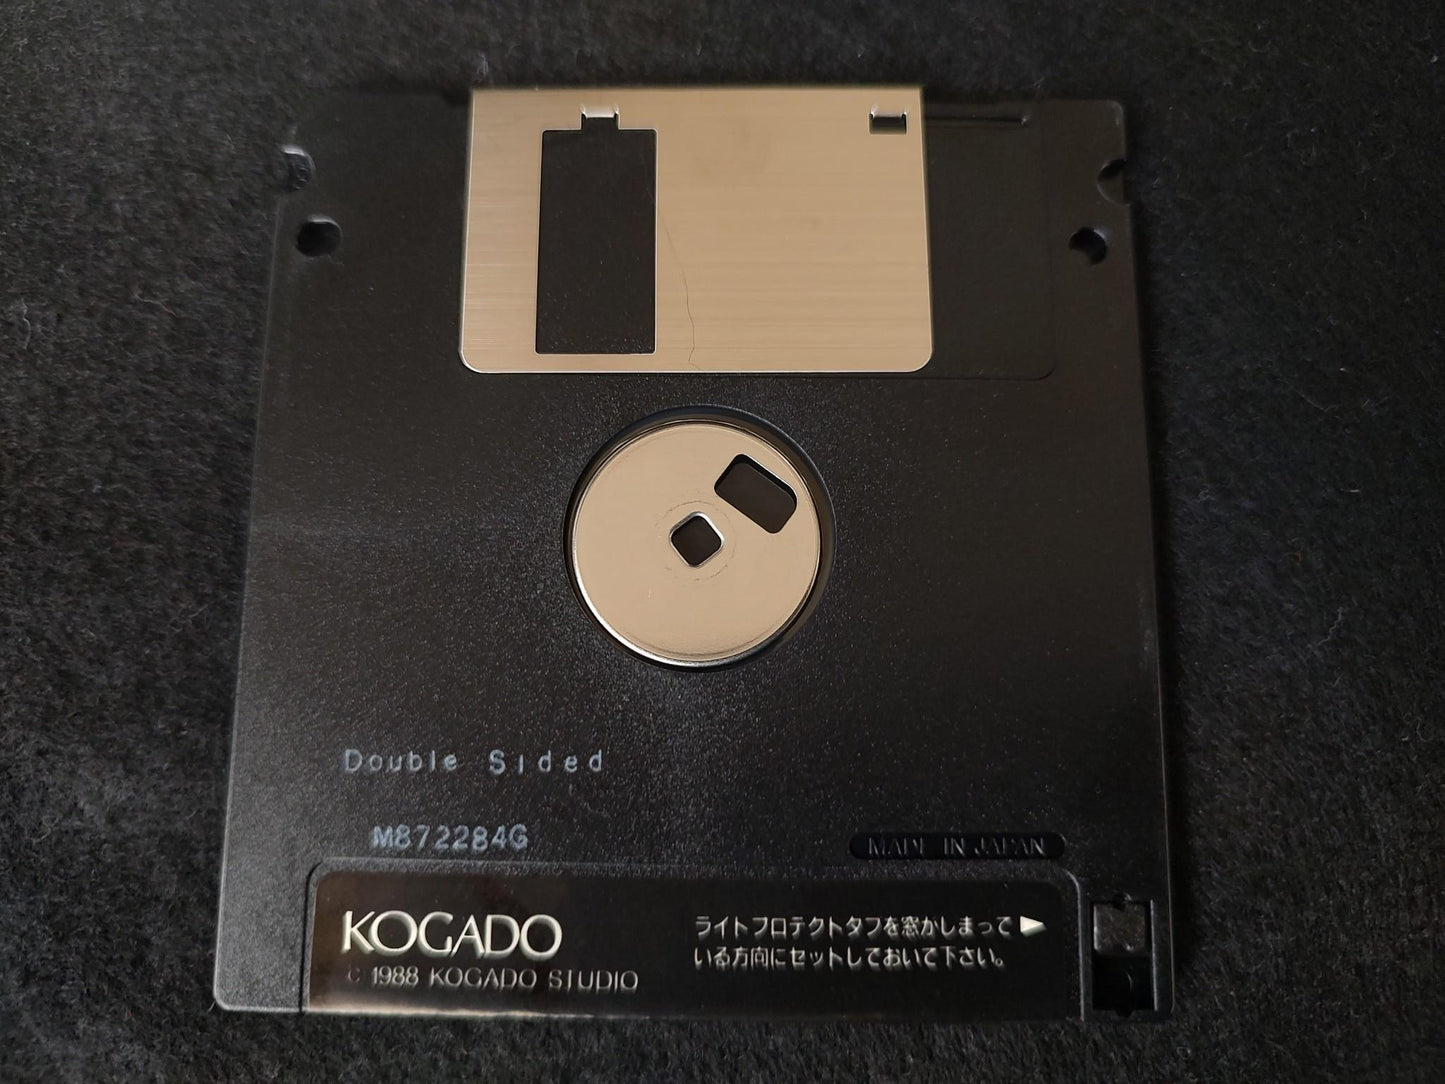 Double Sided
M872284G
MADE IN JAPAN
KOGADO
© 1988 KOGADO STUDIO
ライトプロテクトタブを窓がしまって▶
いる方向にセットしておいて下さい。